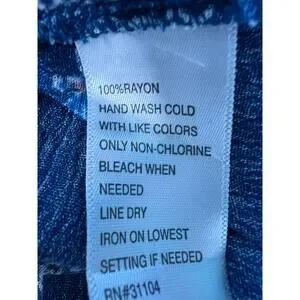 100%RAYON
HAND WASH COLD
WITH LIKE COLORS
ONLY NON-CHLORINE
BLEACH WHEN
NEEDED
LINE DRY
IRON ON LOWEST
SETTING IF NEEDED
RN#31104